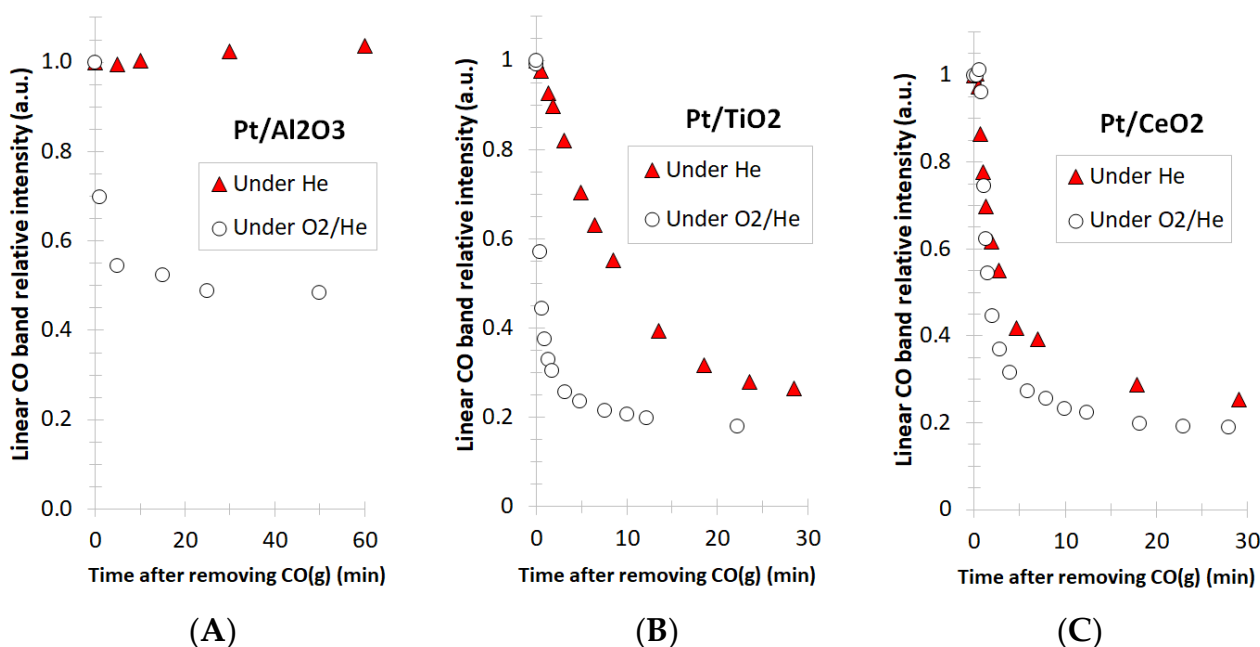 Linear CO band relative intensity (a.u.)
1.0
0.8
0.6
0.4
0.2
0.0
Pt/Al2O3
Under He
Under O2/He
0 20 40 60
Time after removing CO(g) (min)
(A)
Linear CO band relative intensity (a.u.)
1
0.8
0.6
0.4
0.2
0
Pt/TiO2
Under He
Under O2/He
0 10 20 30
Time after removing CO(g) (min)
(B)
Linear CO band relative intensity (a.u.)
1
0.8
0.6
0.4
0.2
0
Pt/CeO2
Under He
Under O2/He
0 10 20 30
Time after removing CO(g) (min)
(C)